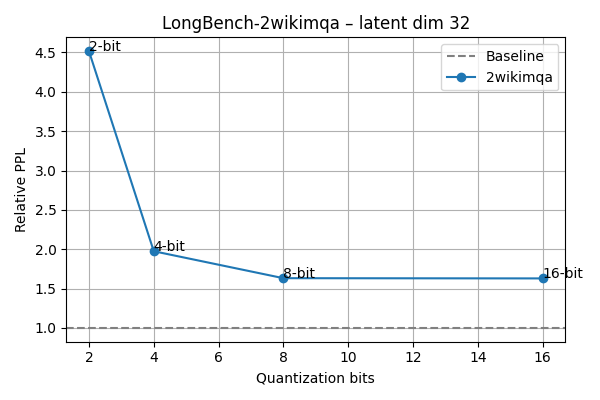 LongBench-2wikimqa – latent dim 32
2-bit
4-bit
8-bit
16-bit
Baseline
2wikimqa
4.5
4.0
3.5
3.0
2.5
2.0
1.5
1.0
Relative PPL
2 4 6 8 10 12 14 16
Quantization bits